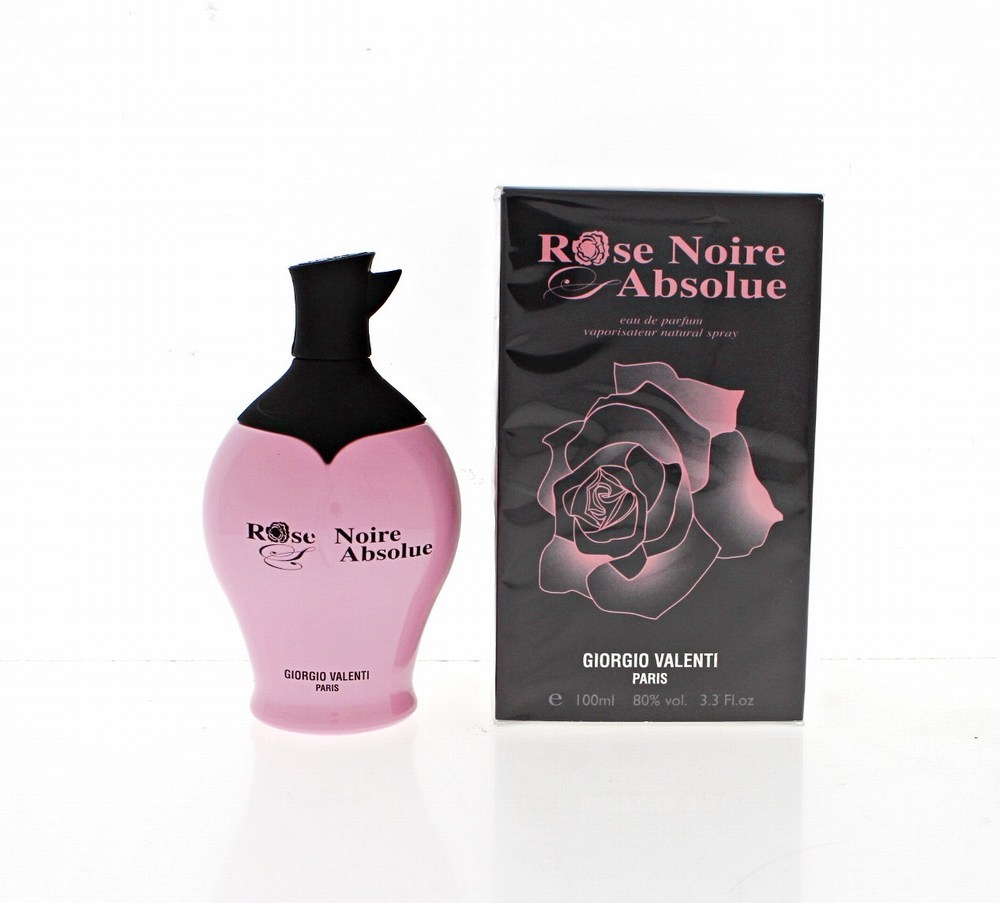 Rose Noire
Absolue
GIORGIO VALENTI
PARIS
Rose Noire
Absolue
eau de parfum
vaporisateur natural spray
GIORGIO VALENTI
PARIS
e 100ml 80% vol. 3.3 Fl.oz